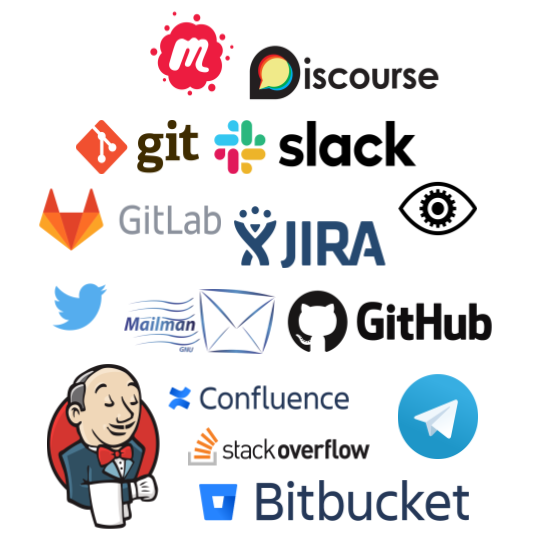 m
Discourse
git
slack
GitLab
JIRA
Mailman
GNU
GitHub
Confluence
stackoverflow
Bitbucket